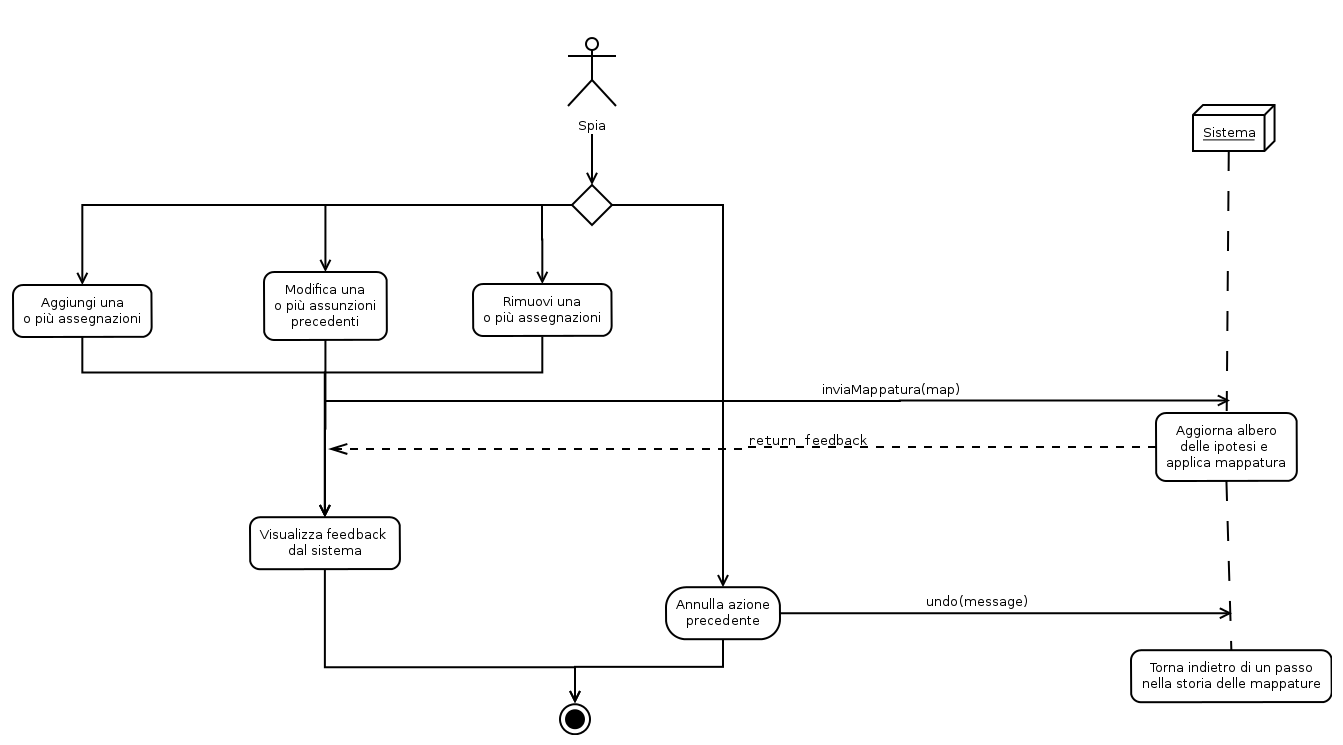 Spia
Sistema
Aggiungi una
o più assegnazioni
Modifica una
o più assunzioni
precedenti
Rimuovi una
o più assegnazioni
inviaMappatura(map)
return feedback
Aggiorna albero
delle ipotesi e
applica mappatura
Visualizza feedback
dal sistema
Annulla azione
precedente
undo(message)
Torna indietro di un passo
nella storia delle mappature